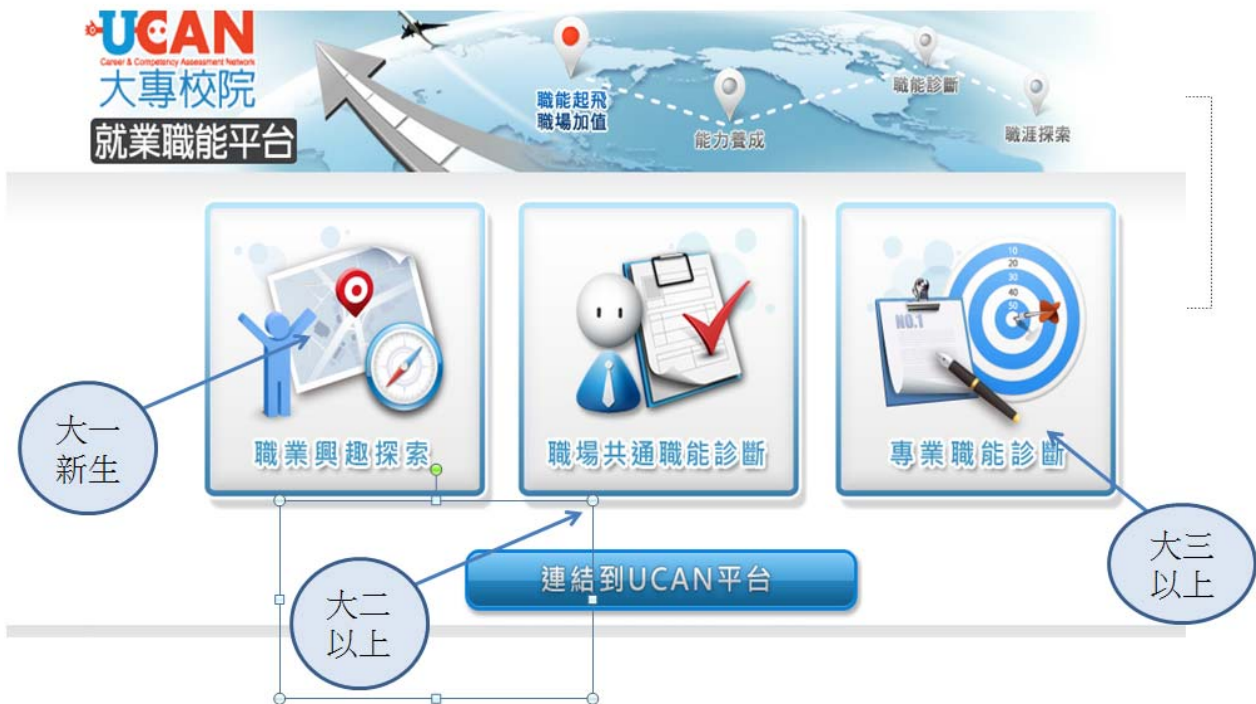 UCAN
Career & Competency Assessment Network
大專校院
就業職能平台
職能起飛
職場加值
能力養成
職能診斷
職涯探索
職業興趣探索
職場共通職能診斷
10
20
30
40
50
NO.1
專業職能診斷
大一
新生
大二
以上
大三
以上
連結到UCAN平台